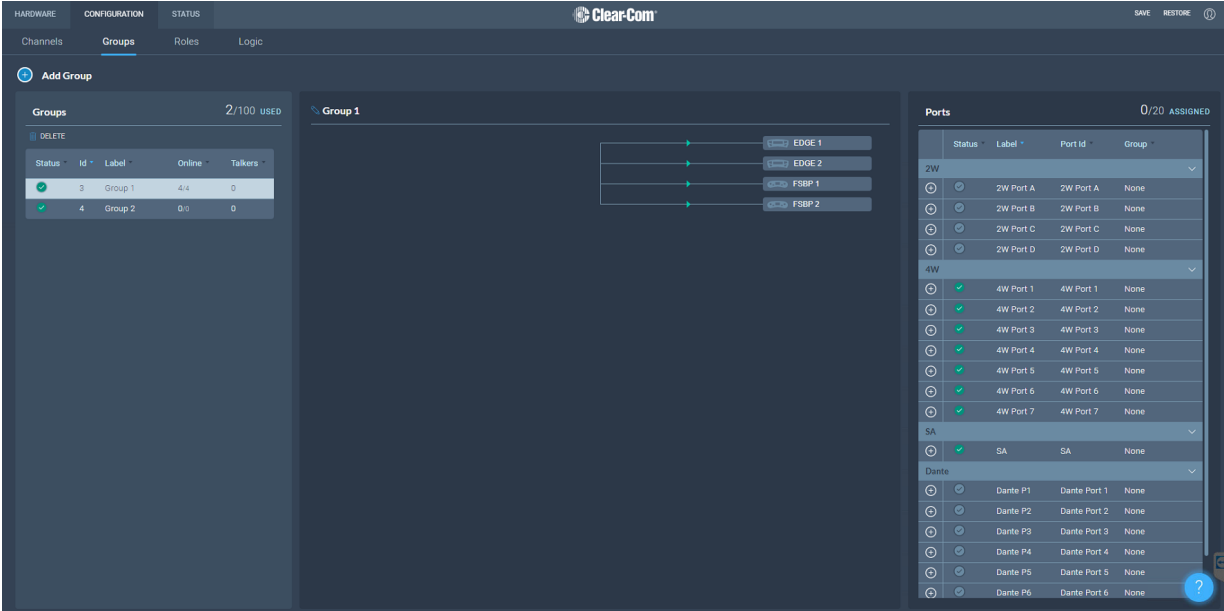 HARDWARE CONFIGURATION STATUS Clear-Com® SAVE RESTORE
Channels Groups Roles Logic
Add Group
Groups 2/100 USED
DELETE
Status Id Label Online Talkers
3 Group 1 4/4 0
4 Group 2 0/0 0
Group 1
EDGE 1
EDGE 2
FSBP 1
FSBP 2
Ports 0/20 ASSIGNED
Status Label Port Id Group
2W
2W Port A 2W Port A None
2W Port B 2W Port B None
2W Port C 2W Port C None
2W Port D 2W Port D None
4W
4W Port 1 4W Port 1 None
4W Port 2 4W Port 2 None
4W Port 3 4W Port 3 None
4W Port 4 4W Port 4 None
4W Port 5 4W Port 5 None
4W Port 6 4W Port 6 None
4W Port 7 4W Port 7 None
SA
SA SA None
Dante
Dante P1 Dante Port 1 None
Dante P2 Dante Port 2 None
Dante P3 Dante Port 3 None
Dante P4 Dante Port 4 None
Dante P5 Dante Port 5 None
Dante P6 Dante Port 6 None
?